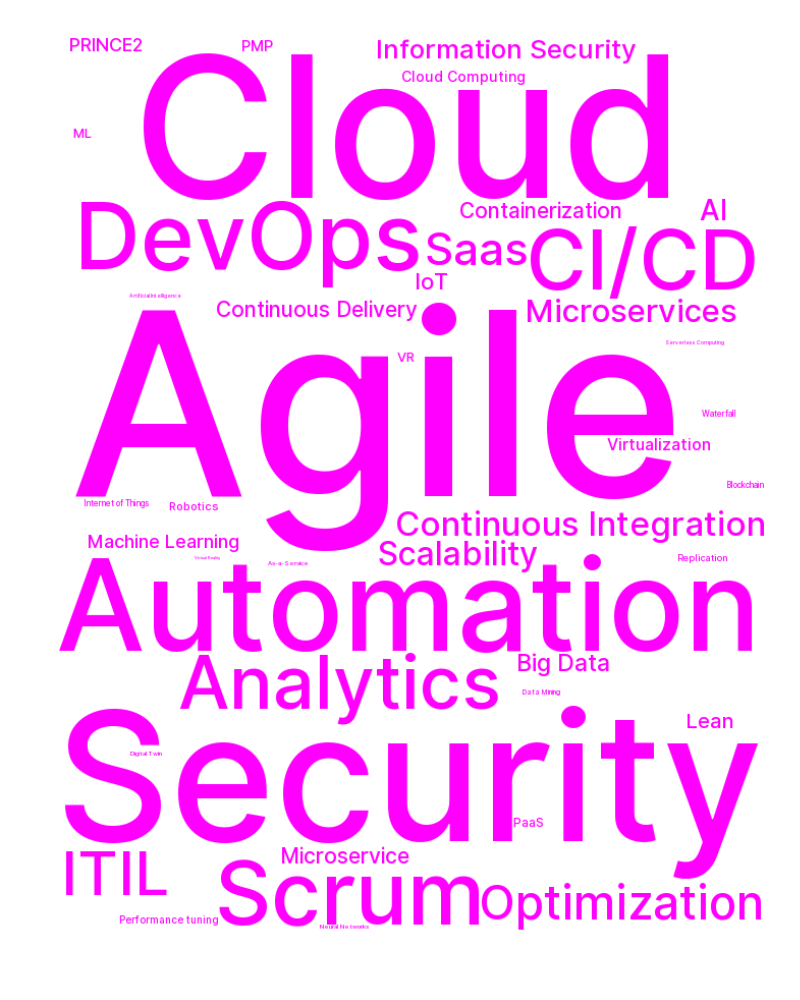 PRINCE2
PMP
Information Security
Cloud Computing
Cloud
ML
DevOps
Containerization
AI
Saas
CI/CD
IoT
Artificial Intelligence
Continuous Delivery
Microservices
Serverless Computing
Agile
VR
Waterfall
Virtualization
Blockchain
Internet of Things
Robotics
Continuous Integration
Machine Learning
Scalability
As-a-Service
Replication
Automation
Analytics
Big Data
Data Mining
Lean
Security
Digital Twin
PaaS
ITIL
Microservice
Scrum
Optimization
Performance tuning
Neural Networks